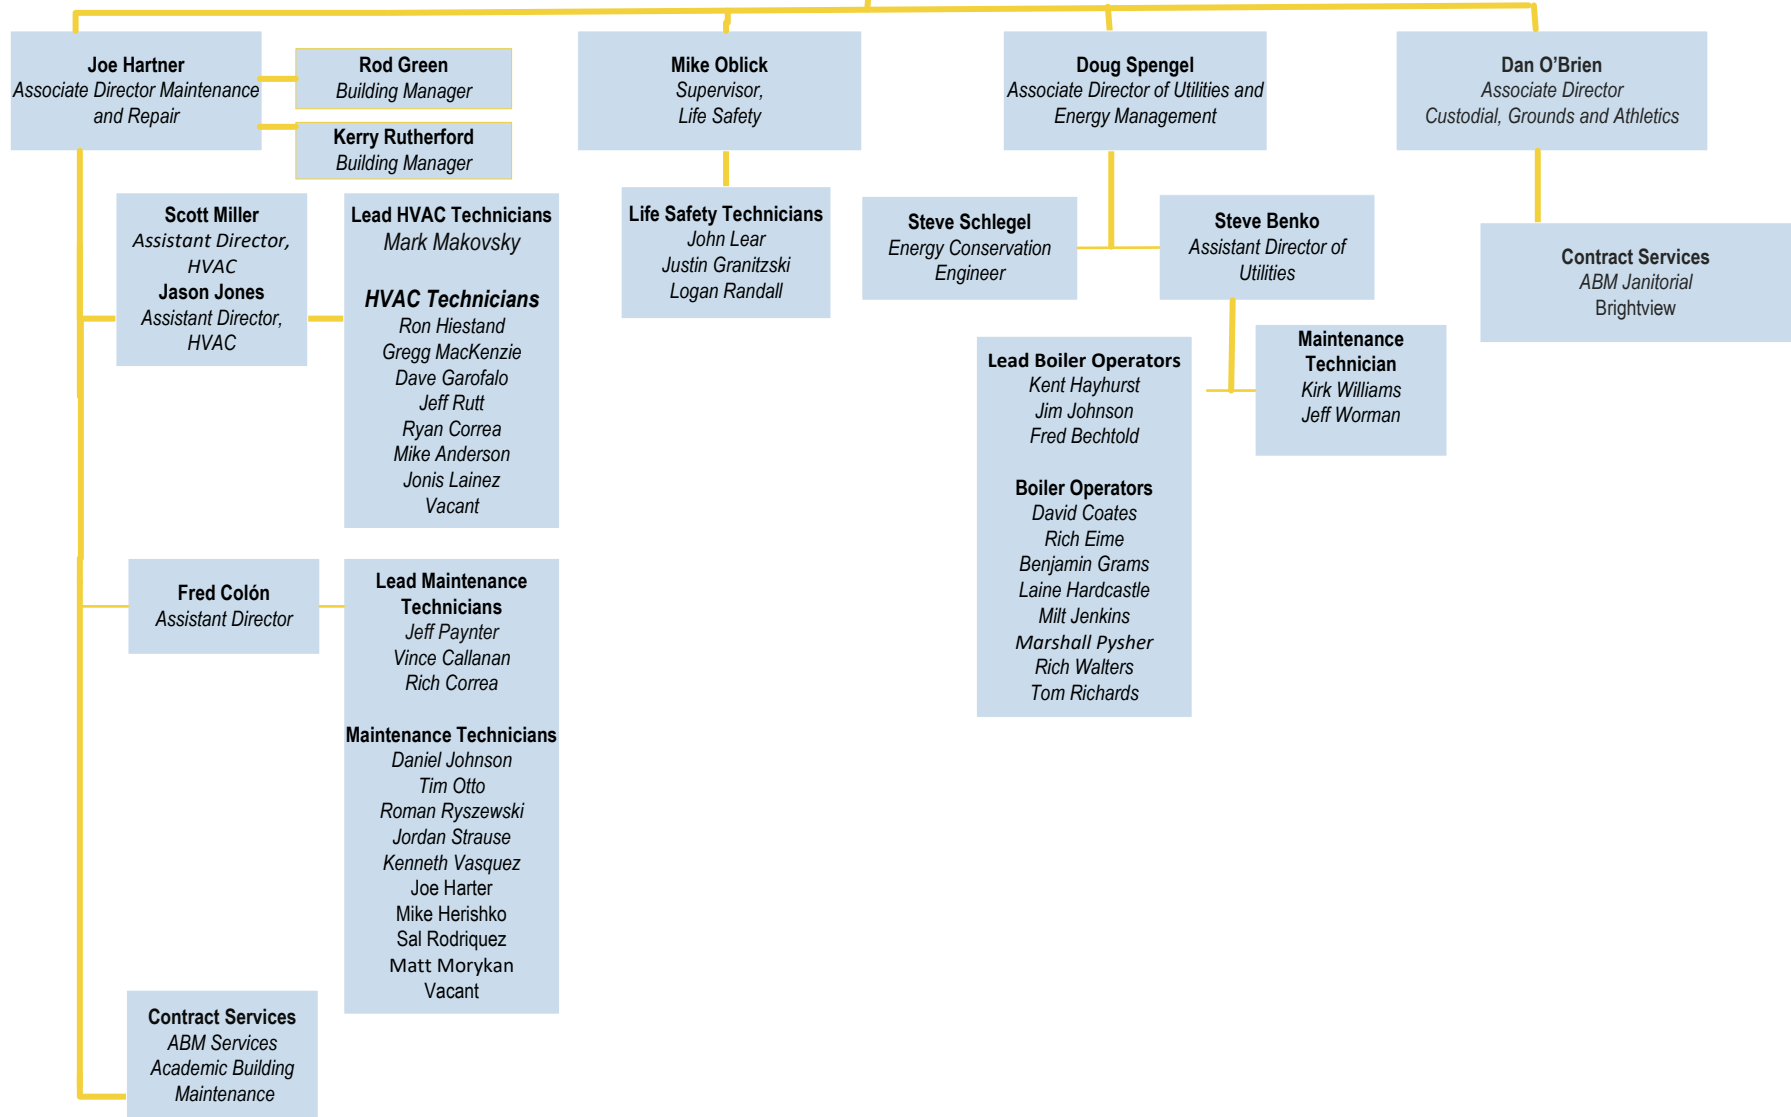 Joe Hartner
Associate Director Maintenance
and Repair
Rod Green
Building Manager
Kerry Rutherford
Building Manager
Mike Oblick
Supervisor,
Life Safety
Doug Spengel
Associate Director of Utilities and
Energy Management
Dan O’Brien
Associate Director
Custodial, Grounds and Athletics
Scott Miller
Assistant Director,
HVAC
Jason Jones
Assistant Director,
HVAC
Lead HVAC Technicians
Mark Makovsky
HVAC Technicians
Ron Hiestand
Gregg MacKenzie
Dave Garofalo
Jeff Rutt
Ryan Correa
Mike Anderson
Jonis Lainez
Vacant
Life Safety Technicians
John Lear
Justin Granitzski
Logan Randall
Steve Schlegel
Energy Conservation
Engineer
Steve Benko
Assistant Director of
Utilities
Contract Services
ABM Janitorial
Brightview
Lead Boiler Operators
Kent Hayhurst
Jim Johnson
Fred Bechtold
Boiler Operators
David Coates
Rich Eime
Benjamin Grams
Laine Hardcastle
Milt Jenkins
Marshall Pysher
Rich Walters
Tom Richards
Maintenance
Technician
Kirk Williams
Jeff Worman
Fred Colón
Assistant Director
Lead Maintenance
Technicians
Jeff Paynter
Vince Callanan
Rich Correa
Maintenance Technicians
Daniel Johnson
Tim Otto
Roman Ryszewski
Jordan Strause
Kenneth Vasquez
Joe Harter
Mike Herishko
Sal Rodriquez
Matt Morykan
Vacant
Contract Services
ABM Services
Academic Building
Maintenance